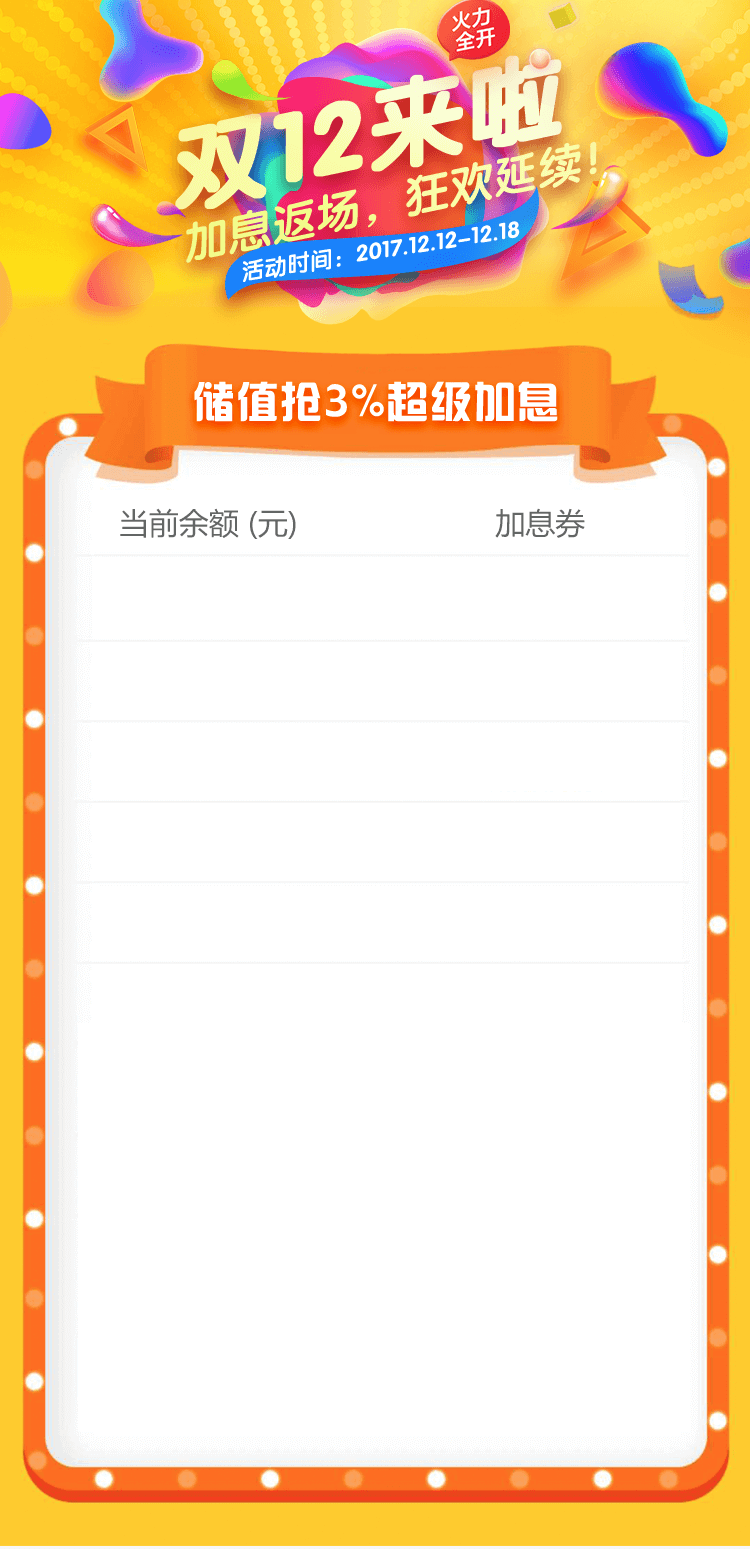 火力
全开
双12来啦
加息返场，狂欢延续！
活动时间：2017.12.12-12.18
储值抢3%超级加息
当前余额 (元) 加息券